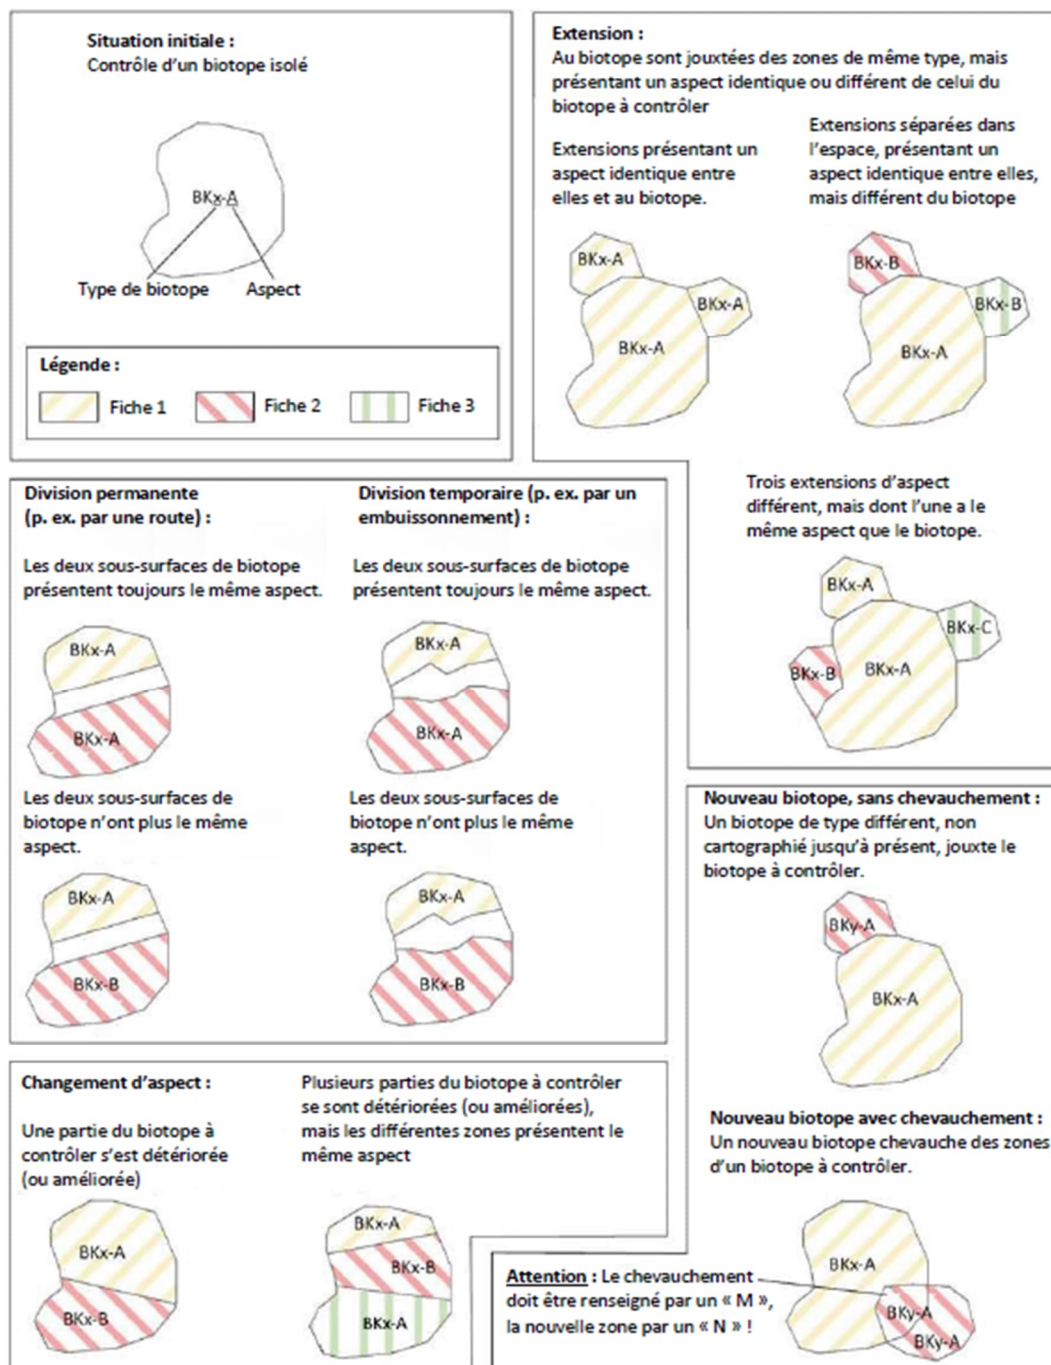 Situation initiale :
Contrôle d'un biotope isolé
BKx-A
Type de biotope
Aspect
Légende :
Fiche 1
Fiche 2
Fiche 3
Extension :
Au biotope sont jouxtées des zones de même type, mais
présentant un aspect identique ou différent de celui du
biotope à contrôler
Extensions présentant un
aspect identique entre
elles et au biotope.
BKx-A
BKx-A
BKx-A
Extensions séparées dans
l'espace, présentant un
aspect identique entre elles,
mais différent du biotope
BKx-B
BKx-B
BKx-A
Trois extensions d'aspect
différent, mais dont l'une a le
même aspect que le biotope.
BKx-A
BKx-C
BKx-A
BKx-B
Division permanente
(p. ex. par une route) :
Les deux sous-surfaces de biotope
présentent toujours le même aspect.
BKx-A
BKx-A
Les deux sous-surfaces de
biotope n'ont plus le même
aspect.
BKx-A
BKx-B
Division temporaire (p. ex. par un
embuissonnement) :
Les deux sous-surfaces de biotope
présentent toujours le même aspect.
BKx-A
BKx-A
Les deux sous-surfaces de
biotope n'ont plus le même
aspect.
BKx-A
BKx-B
Nouveau biotope, sans chevauchement :
Un biotope de type différent, non
cartographié jusqu'à présent, jouxte le
biotope à contrôler.
BKy-A
BKx-A
Nouveau biotope avec chevauchement :
Un nouveau biotope chevauche des zones
d'un biotope à contrôler.
BKx-A
BKy-A
BKy-A
Attention : Le chevauchement
doit être renseigné par un « M »,
la nouvelle zone par un « N » !
Changement d'aspect :
Une partie du biotope à
contrôler s'est détériorée
(ou améliorée)
BKx-A
BKx-B
Plusieurs parties du biotope à contrôler
se sont détériorées (ou améliorées),
mais les différentes zones présentent le
même aspect
BKx-A
BKx-B
BKx-A